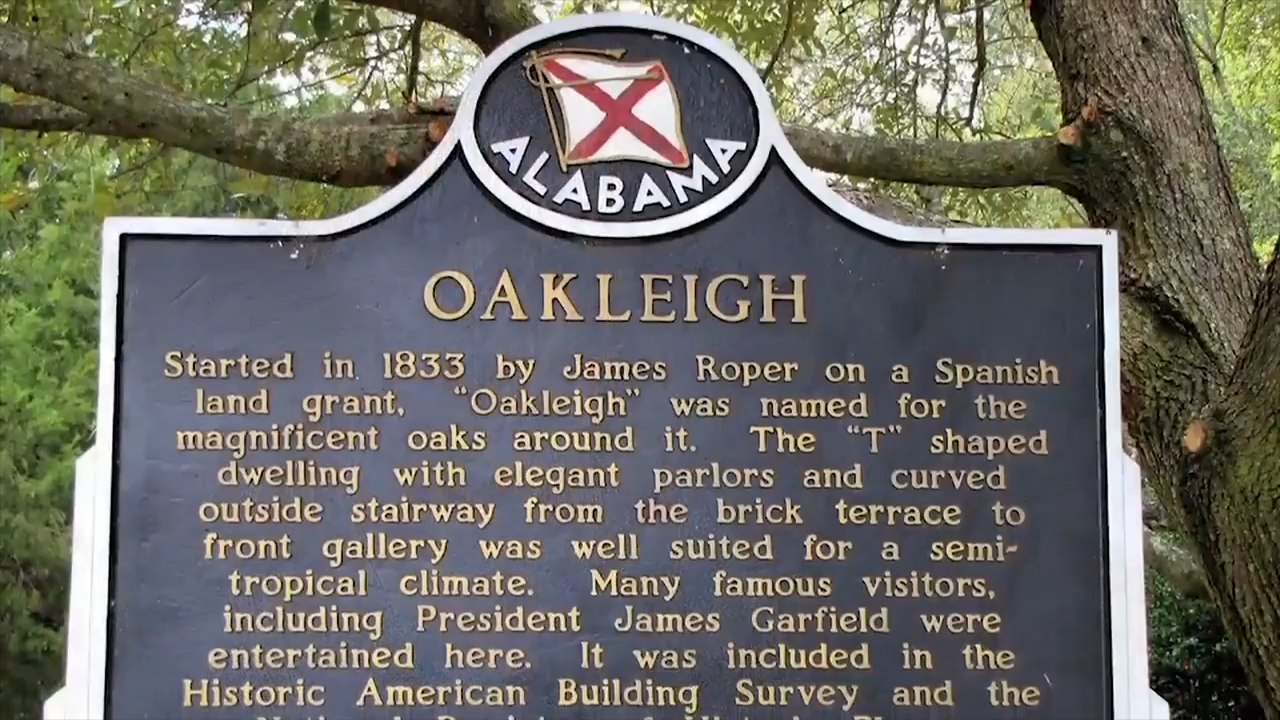 ALABAMA
OAKLEIGH
Started in 1833 by James Roper on a Spanish
land grant, “Oakleigh” was named for the
magnificent oaks around it. The “T” shaped
dwelling with elegant parlors and curved
outside stairway from the brick terrace to
front gallery was well suited for a semi-
tropical climate. Many famous visitors,
including President James Garfield were
entertained here. It was included in the
Historic American Building Survey and the